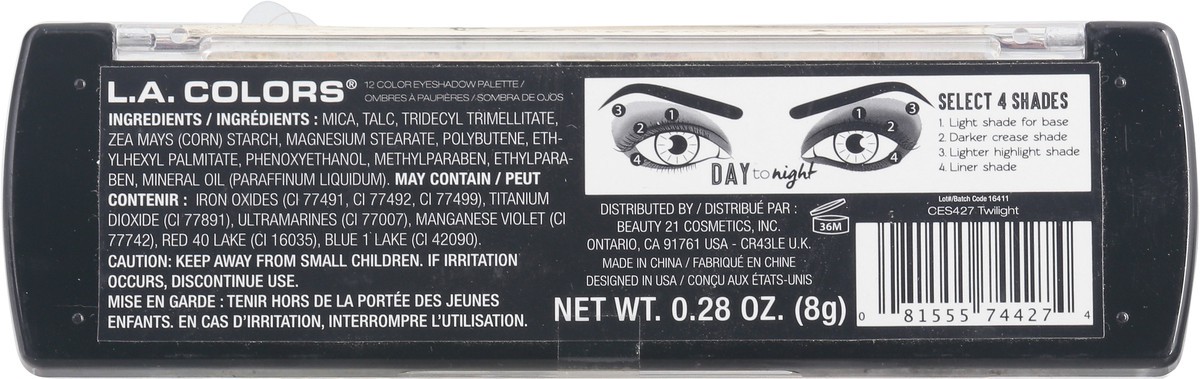 L.A. COLORS® 12 COLOR EYESHADOW PALETTE /
OMBRES À PAUPIÈRES / SOMBRA DE OJOS
INGREDIENTS / INGRÉDIENTS : MICA, TALC, TRIDECYL TRIMELLITATE,
ZEA MAYS (CORN) STARCH, MAGNESIUM STEARATE, POLYBUTENE, ETH-
YLHEXYL PALMITATE, PHENOXYETHANOL, METHYLPARABEN, ETHYLPARA-
BEN, MINERAL OIL (PARAFFINUM LIQUIDUM). MAY CONTAIN / PEUT
CONTENIR : IRON OXIDES (CI 77491, CI 77492, CI 77499), TITANIUM
DIOXIDE (CI 77891), ULTRAMARINES (CI 77007), MANGANESE VIOLET (CI
77742), RED 40 LAKE (CI 16035), BLUE 1 LAKE (CI 42090).
CAUTION: KEEP AWAY FROM SMALL CHILDREN. IF IRRITATION
OCCURS, DISCONTINUE USE.
MISE EN GARDE : TENIR HORS DE LA PORTÉE DES JEUNES
ENFANTS. EN CAS D'IRRITATION, INTERROMPRE L'UTILISATION.
3 2 1 4
DAY to night
1 3 2 4
SELECT 4 SHADES
1. Light shade for base
2. Darker crease shade
3. Lighter highlight shade
4. Liner shade
DISTRIBUTED BY / DISTRIBUÉ PAR :
BEAUTY 21 COSMETICS, INC.
ONTARIO, CA 91761 USA - CR43LE U.K.
MADE IN CHINA / FABRIQUÉ EN CHINE
DESIGNED IN USA / CONÇU AUX ÉTATS-UNIS
36M
NET WT. 0.28 OZ. (8g)
Lot#/Batch Code 16411
CES427 Twilight
0 81555 74427 4